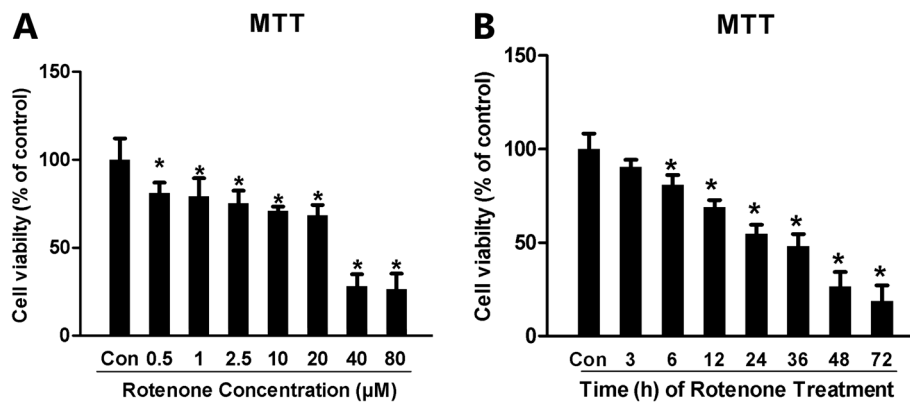 A
MTT
Cell viabilty (% of control)
150
100
50
0
* * * * * * *
Con 0.5 1 2.5 10 20 40 80
Rotenone Concentration (µM)
B
MTT
Cell viability (% of control)
150
100
50
0
* * * * * *
Con 3 6 12 24 36 48 72
Time (h) of Rotenone Treatment